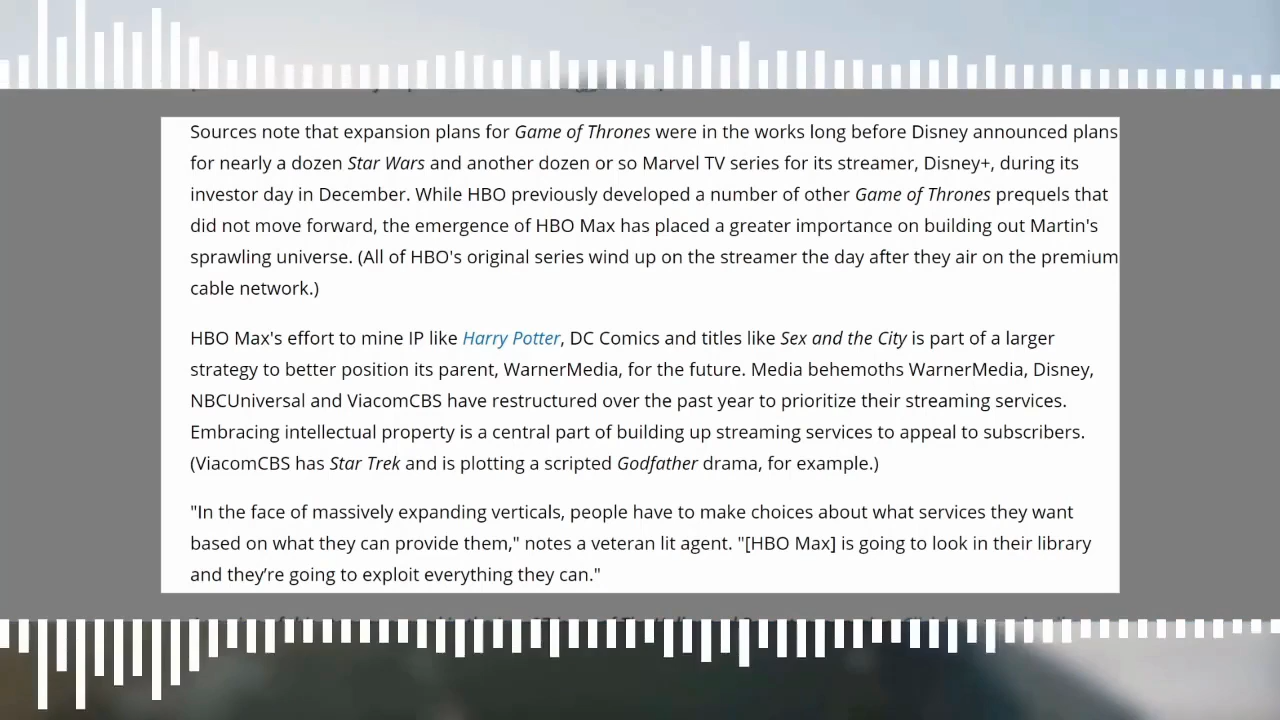 Sources note that expansion plans for Game of Thrones were in the works long before Disney announced plans
for nearly a dozen Star Wars and another dozen or so Marvel TV series for its streamer, Disney+, during its
investor day in December. While HBO previously developed a number of other Game of Thrones prequels that
did not move forward, the emergence of HBO Max has placed a greater importance on building out Martin's
sprawling universe. (All of HBO's original series wind up on the streamer the day after they air on the premium
cable network.)
HBO Max's effort to mine IP like Harry Potter, DC Comics and titles like Sex and the City is part of a larger
strategy to better position its parent, WarnerMedia, for the future. Media behemoths WarnerMedia, Disney,
NBCUniversal and ViacomCBS have restructured over the past year to prioritize their streaming services.
Embracing intellectual property is a central part of building up streaming services to appeal to subscribers.
(ViacomCBS has Star Trek and is plotting a scripted Godfather drama, for example.)
"In the face of massively expanding verticals, people have to make choices about what services they want
based on what they can provide them," notes a veteran lit agent. "[HBO Max] is going to look in their library
and they’re going to exploit everything they can."